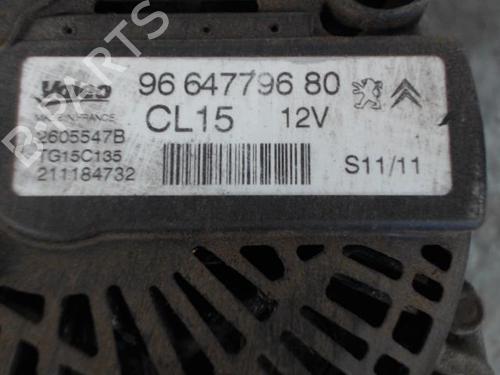 Valeo
96 647796 80
MADE IN FRANCE
CL15 12V
2605547B
TG15C135
211184732
S11/11
B-PARTS